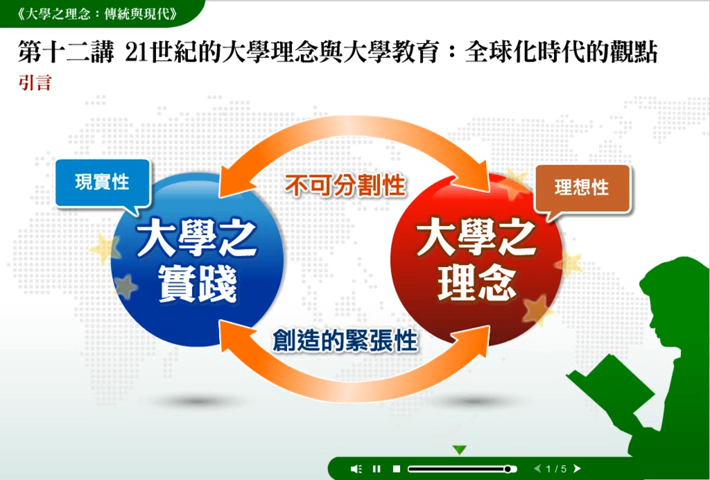 《大學之理念：傳統與現代》
第十二講 21世紀的大學理念與大學教育：全球化時代的觀點
引言
現實性
不可分割性
理想性
大學之
實踐
大學之
理念
創造的緊張性
1 / 5